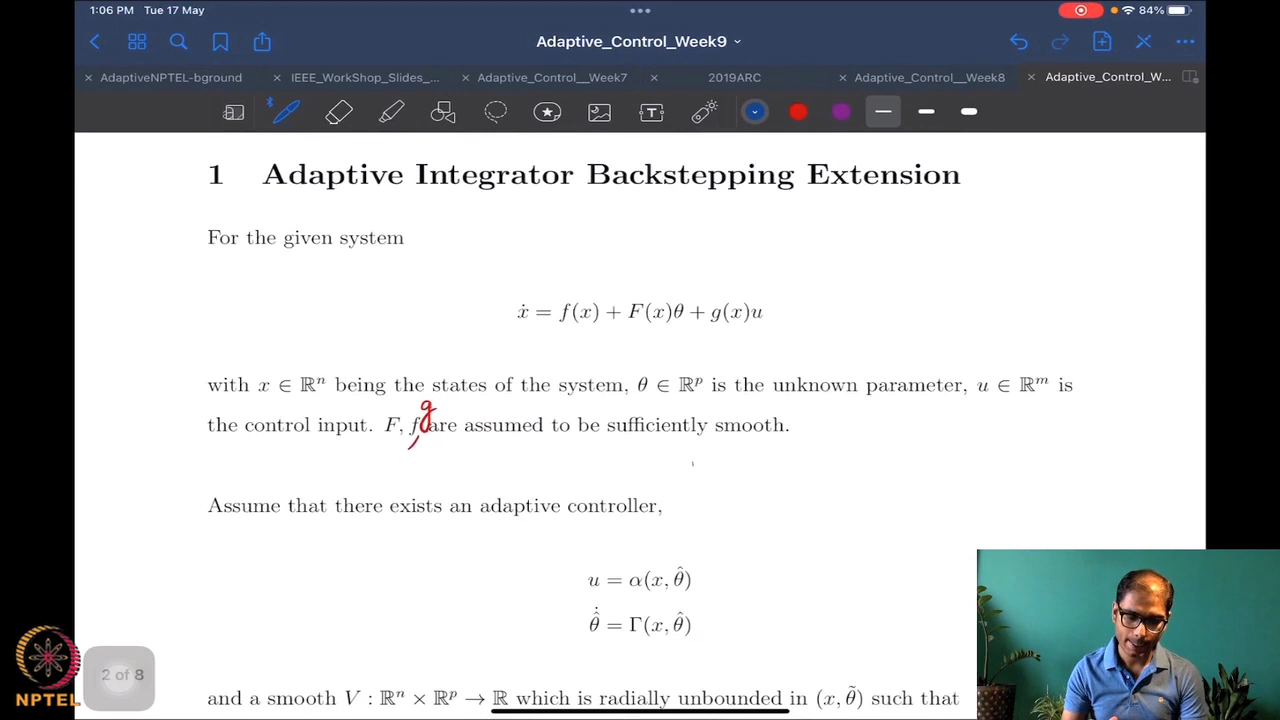 1:06 PM Tue 17 May
84%
Adaptive_Control_Week9
AdaptiveNPTEL-bground
IEEE_WorkShop_Slides_...
Adaptive_Control__Week7
2019ARC
Adaptive_Control__Week8
Adaptive_Control_W...
1 Adaptive Integrator Backstepping Extension
For the given system
ẋ = f(x) + F(x)θ + g(x)u
with x ∈ ℝⁿ being the states of the system, θ ∈ ℝᵖ is the unknown parameter, u ∈ ℝᵐ is
the control input. F, f, g are assumed to be sufficiently smooth.
Assume that there exists an adaptive controller,
u = α(x, θ̂)
θ̂̇ = Γ(x, θ̂)
and a smooth V : ℝⁿ × ℝᵖ → ℝ which is radially unbounded in (x, θ̃) such that
2 of 8
NPTEL